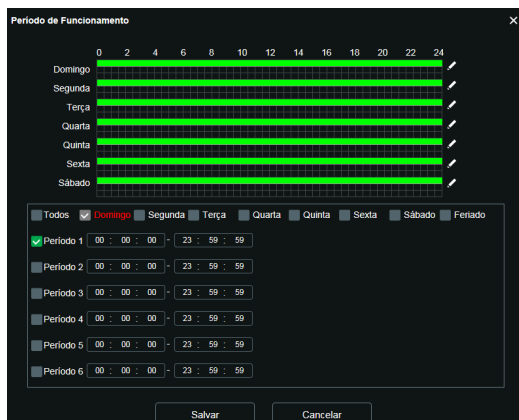 Período de Funcionamento
0 2 4 6 8 10 12 14 16 18 20 22 24
Domingo
Segunda
Terça
Quarta
Quinta
Sexta
Sábado
Todos Domingo Segunda Terça Quarta Quinta Sexta Sábado Feriado
Período 1 00 : 00 : 00 - 23 : 59 : 59
Período 2 00 : 00 : 00 - 23 : 59 : 59
Período 3 00 : 00 : 00 - 23 : 59 : 59
Período 4 00 : 00 : 00 - 23 : 59 : 59
Período 5 00 : 00 : 00 - 23 : 59 : 59
Período 6 00 : 00 : 00 - 23 : 59 : 59
Salvar Cancelar